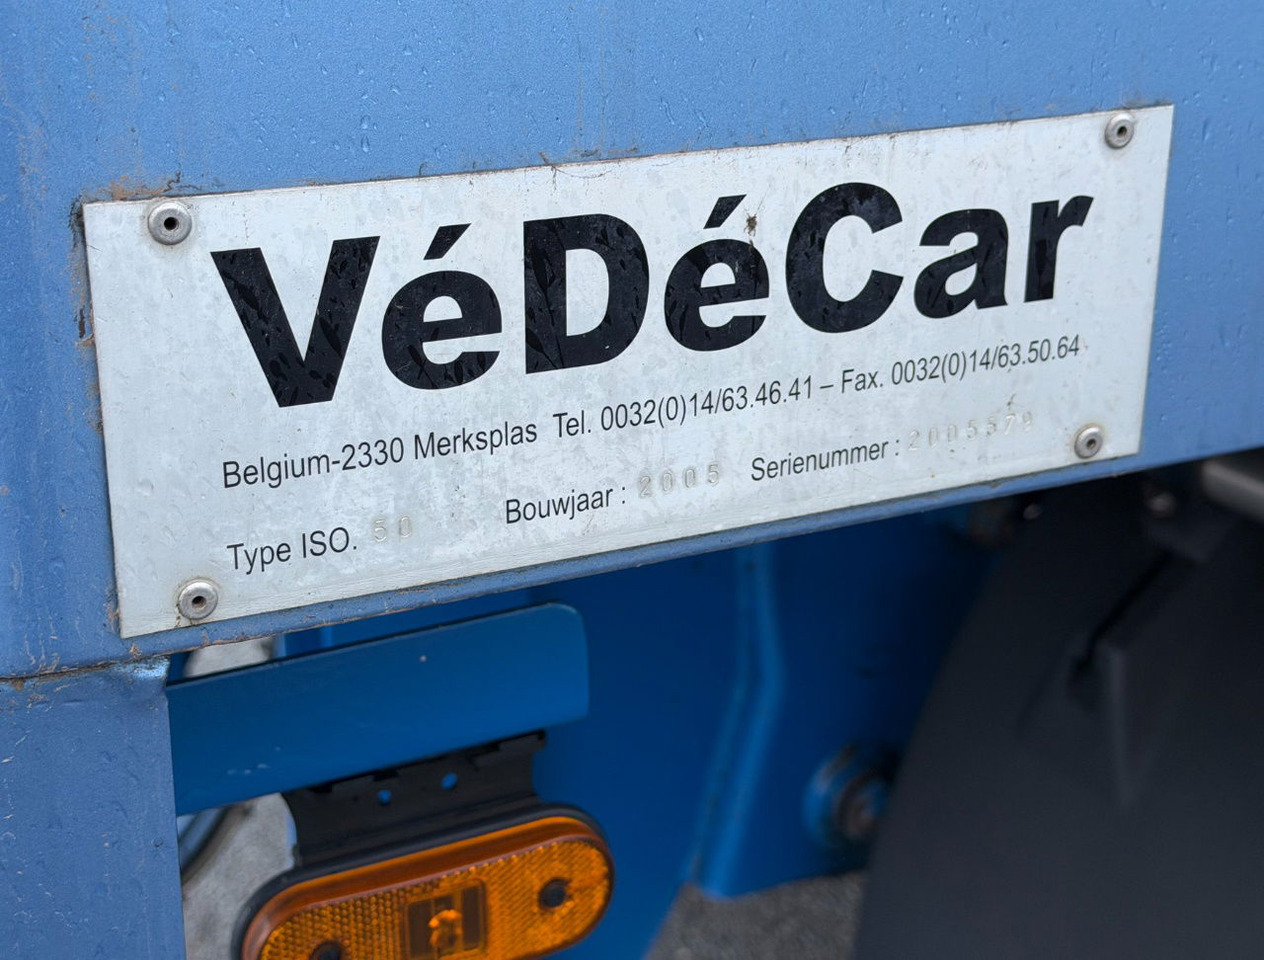 VéDéCar
Belgium-2330 Merksplas Tel. 0032(0)14/63.46.41 – Fax. 0032(0)14/63.50.64
Type ISO. 50 Bouwjaar : 2005 Serienummer : 2005579